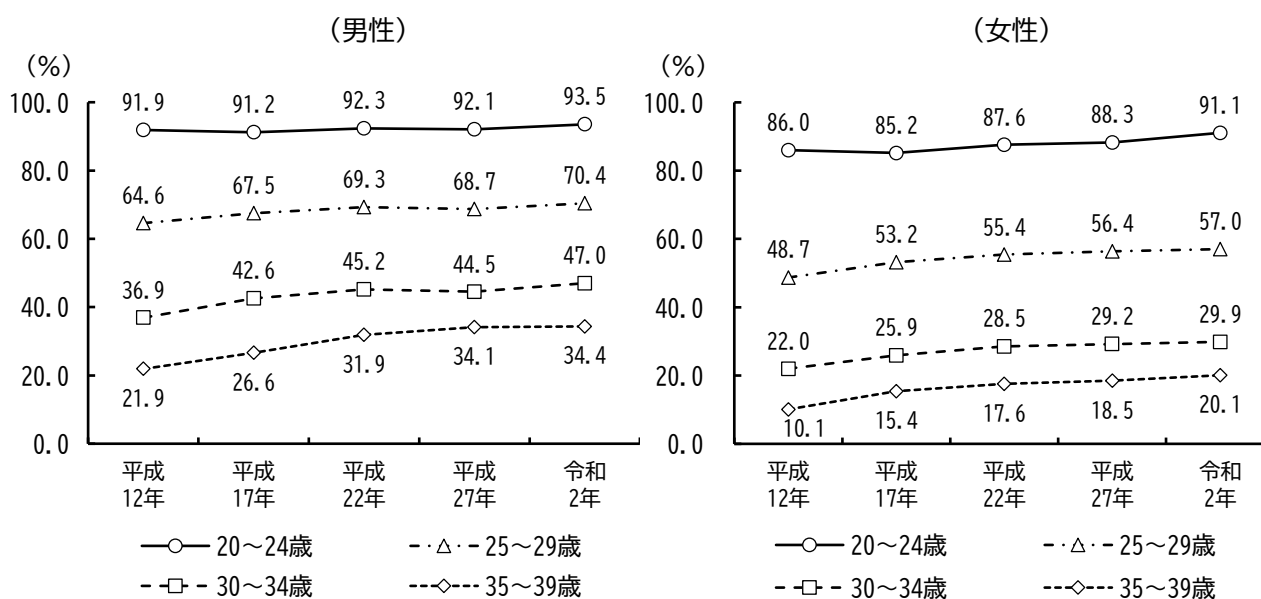 （男性）
（％）
100.0
80.0
60.0
40.0
20.0
0.0
91.9 91.2 92.3 92.1 93.5
64.6 67.5 69.3 68.7 70.4
36.9 42.6 45.2 44.5 47.0
21.9 26.6 31.9 34.1 34.4
平成 平成 平成 平成 令和
12年 17年 22年 27年 2年
20～24歳 25～29歳
30～34歳 35～39歳
（女性）
（％）
100.0
80.0
60.0
40.0
20.0
0.0
86.0 85.2 87.6 88.3 91.1
48.7 53.2 55.4 56.4 57.0
22.0 25.9 28.5 29.2 29.9
10.1 15.4 17.6 18.5 20.1
平成 平成 平成 平成 令和
12年 17年 22年 27年 2年
20～24歳 25～29歳
30～34歳 35～39歳